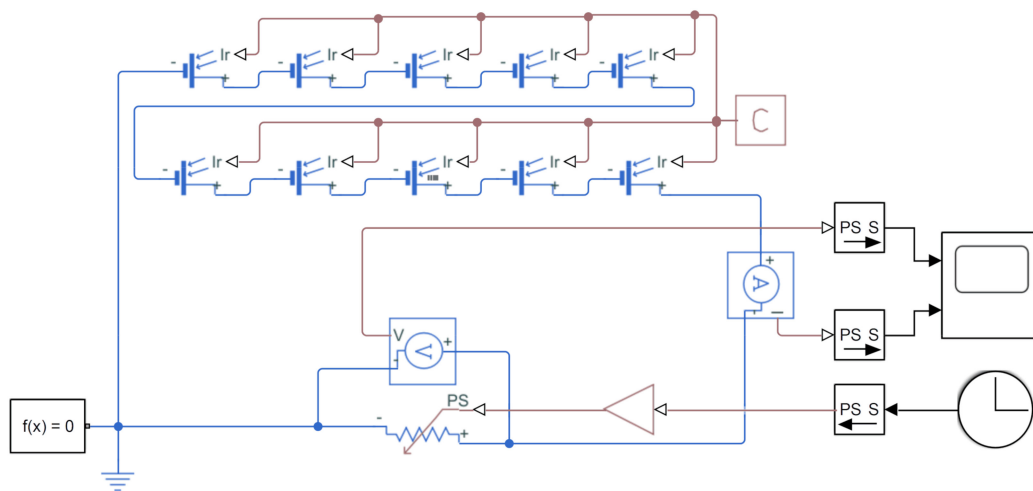 Ir Ir Ir Ir Ir
- + - + - + - + - +
C
Ir Ir Ir Ir Ir
- + - + - + - + - +
PS S
+
A
-
V
V
+
-
PS S
PS
PS S
f(x) = 0
-
+